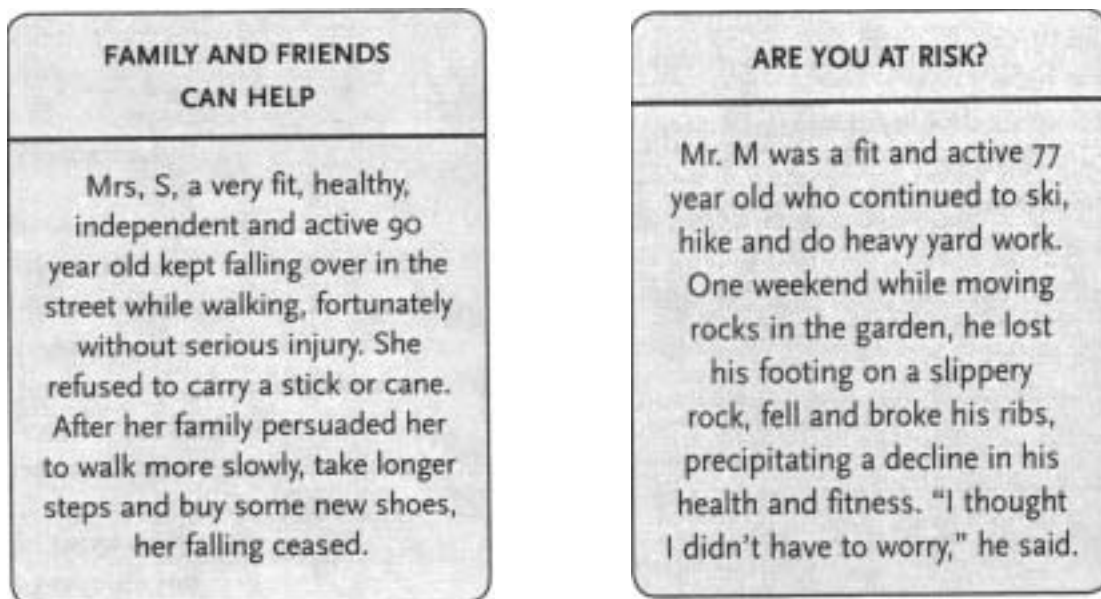 FAMILY AND FRIENDS
CAN HELP
Mrs, S, a very fit, healthy,
independent and active 90
year old kept falling over in the
street while walking, fortunately
without serious injury. She
refused to carry a stick or cane.
After her family persuaded her
to walk more slowly, take longer
steps and buy some new shoes,
her falling ceased.
ARE YOU AT RISK?
Mr. M was a fit and active 77
year old who continued to ski,
hike and do heavy yard work.
One weekend while moving
rocks in the garden, he lost
his footing on a slippery
rock, fell and broke his ribs,
precipitating a decline in his
health and fitness. “I thought
I didn’t have to worry,” he said.